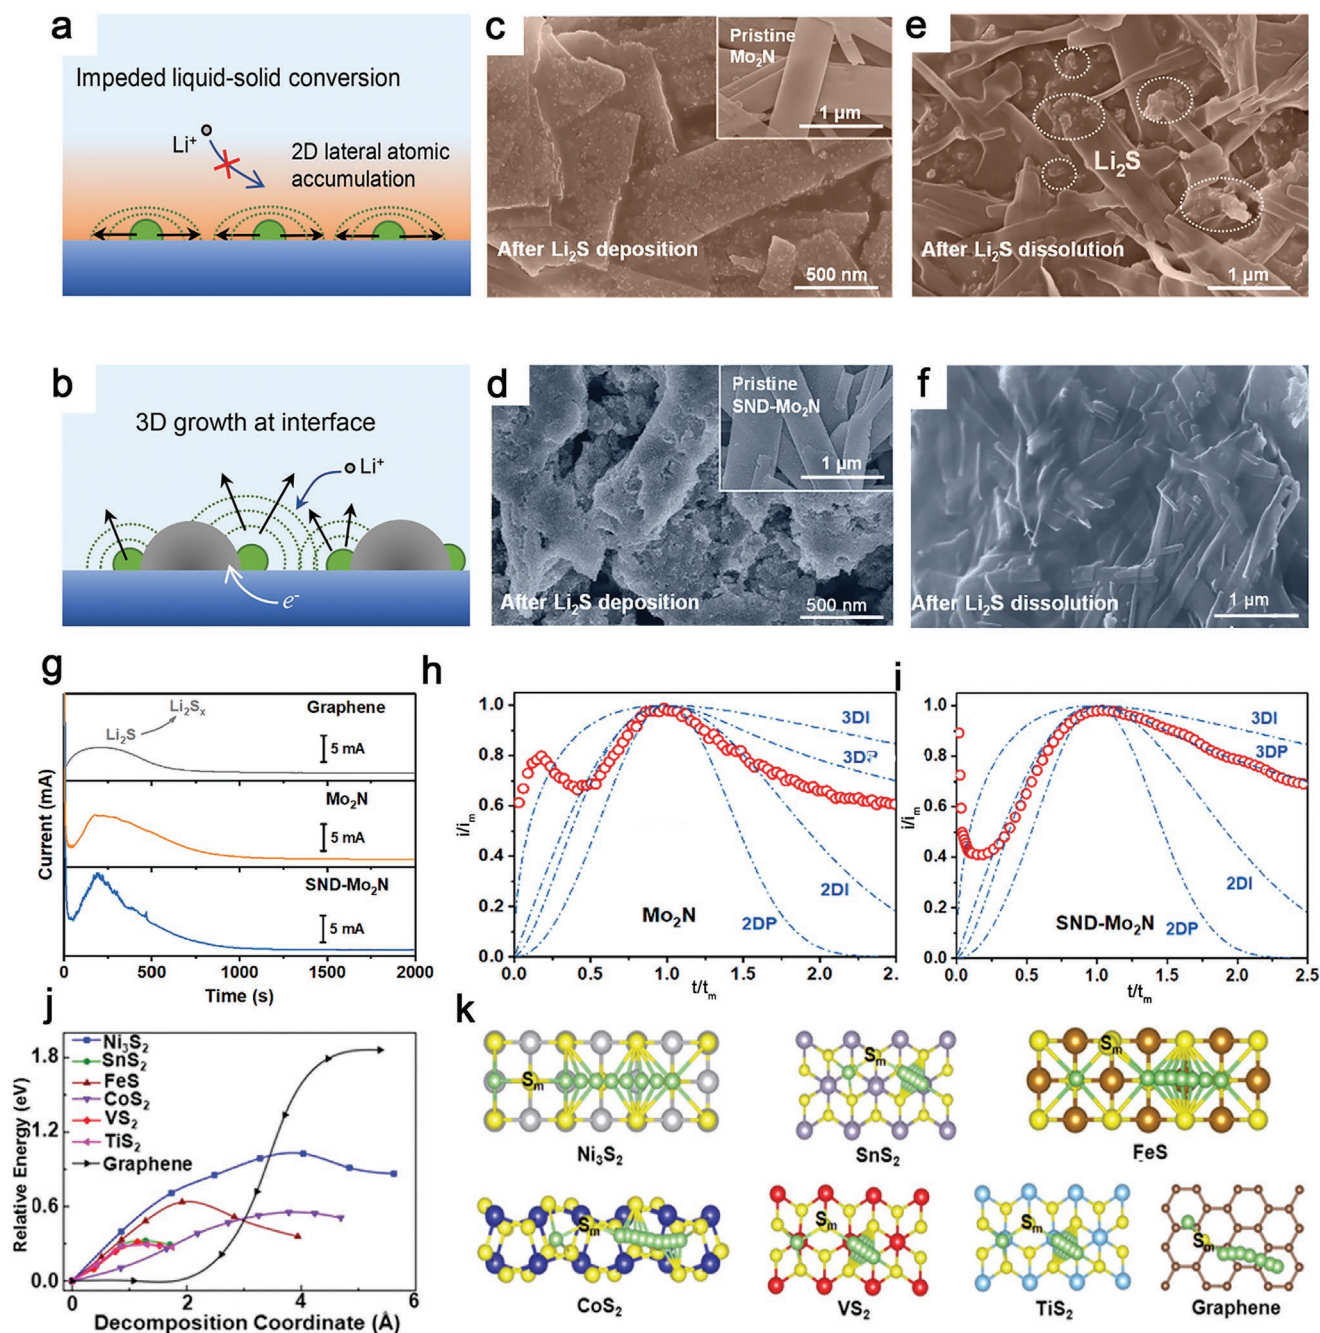 a
Impeded liquid-solid conversion
Li⁺
2D lateral atomic
accumulation
c
Pristine
Mo₂N
1 μm
After Li₂S deposition
500 nm
e
Li₂S
After Li₂S dissolution
1 μm
b
3D growth at interface
Li⁺
e⁻
d
Pristine
SND-Mo₂N
1 μm
After Li₂S deposition
500 nm
f
After Li₂S dissolution
1 μm
g
Current (mA)
Li₂S
Li₂Sₓ
Graphene
5 mA
Mo₂N
5 mA
SND-Mo₂N
5 mA
0 500 1000 1500 2000
Time (s)
h
i/iₘ
1.0
0.8
0.6
0.4
0.2
0.0
3DI
3DP
2DI
2DP
Mo₂N
0.0 0.5 1.0 1.5 2.0 2.
t/tₘ
i
i/iₘ
1.0
0.8
0.6
0.4
0.2
0.0
3DI
3DP
2DI
2DP
SND-Mo₂N
0.0 0.5 1.0 1.5 2.0 2.5
t/tₘ
j
Relative Energy (eV)
1.8
1.2
0.6
0.0
Ni₃S₂
SnS₂
FeS
CoS₂
VS₂
TiS₂
Graphene
0 2 4 6
Decomposition Coordinate (Å)
k
Sₘ
Ni₃S₂
Sₘ
SnS₂
Sₘ
FeS
Sₘ
CoS₂
Sₘ
VS₂
Sₘ
TiS₂
Sₘ
Graphene